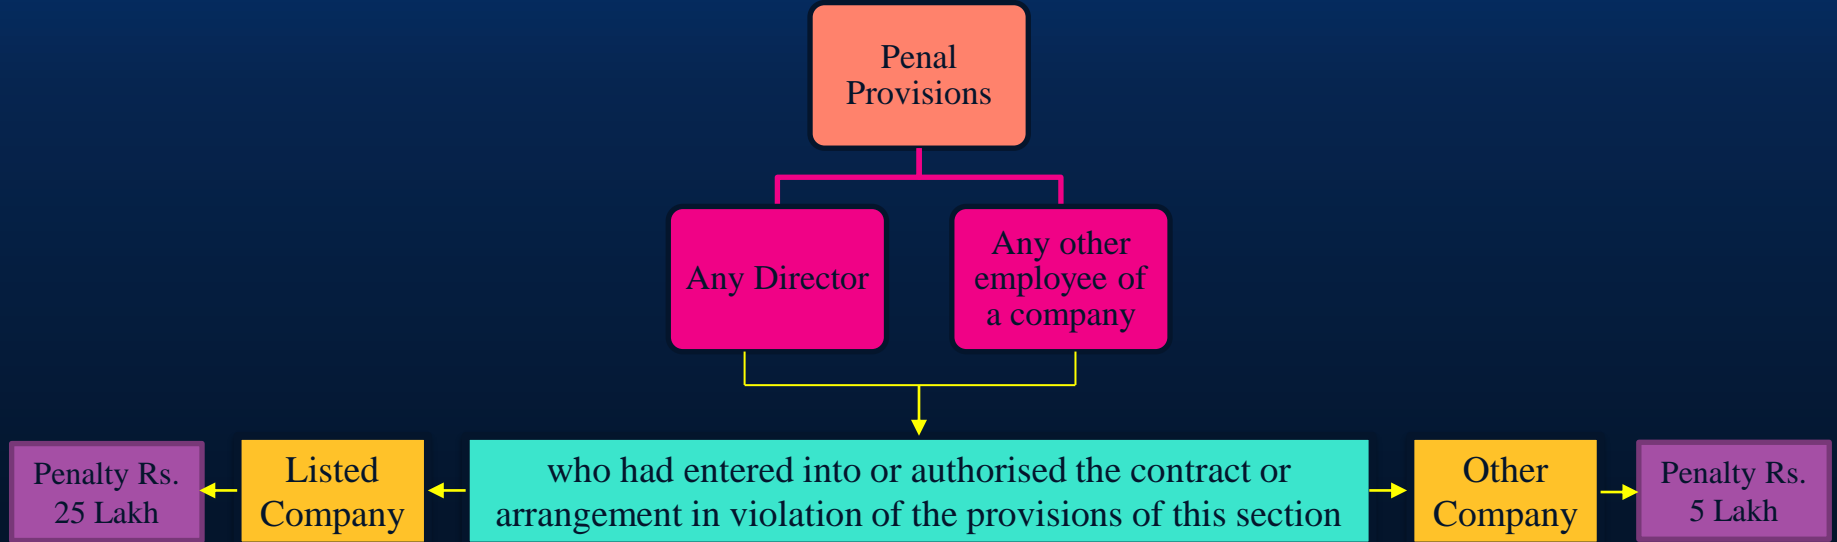 Penal
Provisions
Any Director
Any other
employee of
a company
Penalty Rs.
25 Lakh
Listed
Company
who had entered into or authorised the contract or
arrangement in violation of the provisions of this section
Other
Company
Penalty Rs.
5 Lakh